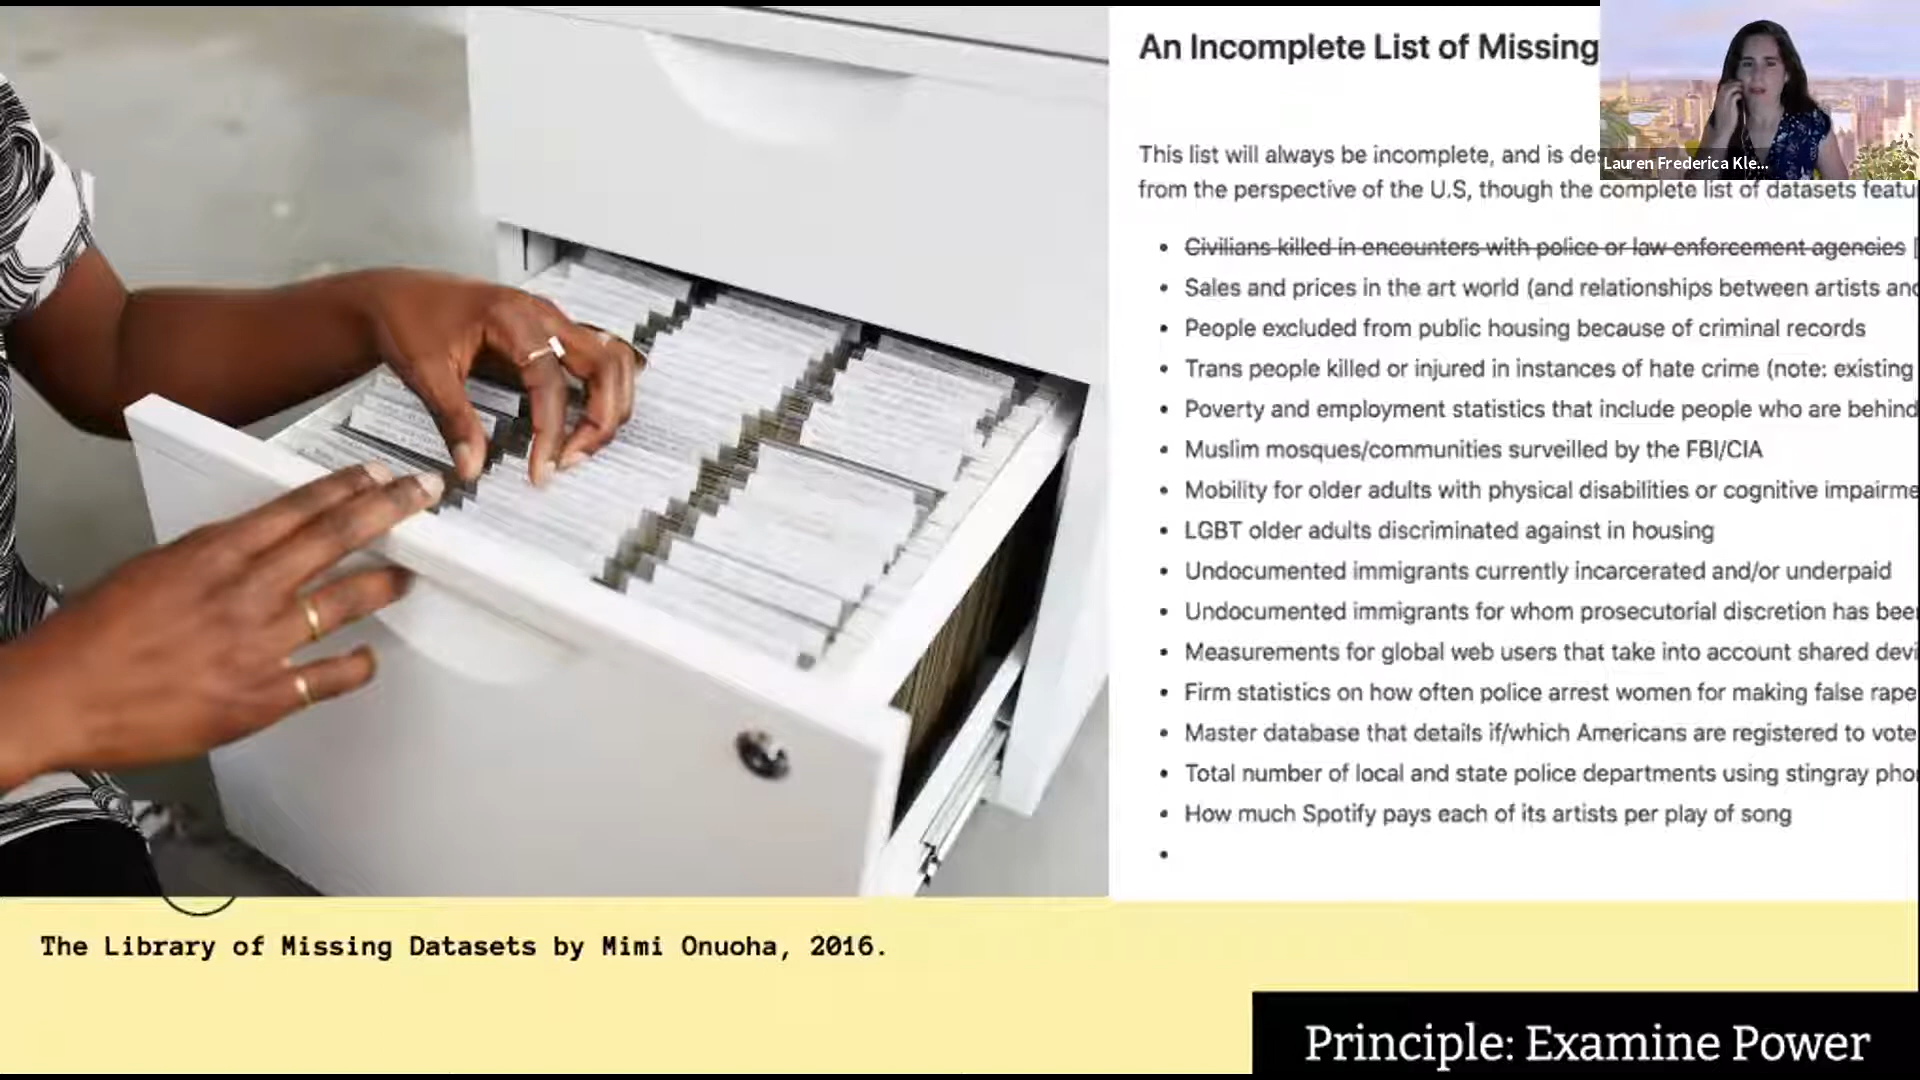 An Incomplete List of Missing
Lauren Frederica Kle...
This list will always be incomplete, and is de
from the perspective of the U.S, though the complete list of datasets featu
• Civilians killed in encounters with police or law enforcement agencies [
• Sales and prices in the art world (and relationships between artists and
• People excluded from public housing because of criminal records
• Trans people killed or injured in instances of hate crime (note: existing
• Poverty and employment statistics that include people who are behind
• Muslim mosques/communities surveilled by the FBI/CIA
• Mobility for older adults with physical disabilities or cognitive impairme
• LGBT older adults discriminated against in housing
• Undocumented immigrants currently incarcerated and/or underpaid
• Undocumented immigrants for whom prosecutorial discretion has been
• Measurements for global web users that take into account shared devi
• Firm statistics on how often police arrest women for making false rape
• Master database that details if/which Americans are registered to vote
• Total number of local and state police departments using stingray pho
• How much Spotify pays each of its artists per play of song
•
The Library of Missing Datasets by Mimi Onuoha, 2016.
Principle: Examine Power